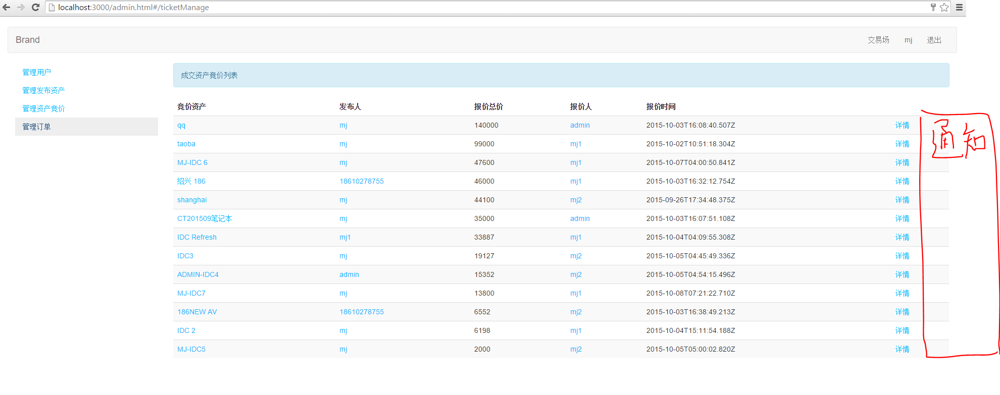 localhost:3000/admin.html#/ticketManage
Brand 交易场 mj 退出
管理用户
管理发布资产
管理资产竞价
管理订单
成交资产竞价列表
竞价资产 发布人 报价总价 报价人 报价时间
qq mj 140000 admin 2015-10-03T16:08:40.507Z 详情 通知
taoba mj 99000 mj1 2015-10-02T10:51:18.304Z 详情
MJ-IDC 6 mj 47600 mj1 2015-10-07T04:00:50.841Z 详情
绍兴 186 18610278755 46000 mj1 2015-10-03T16:32:12.754Z 详情
shanghai mj 44100 mj2 2015-09-26T17:34:48.375Z 详情
CT201509笔记本 mj 35000 admin 2015-10-03T16:07:51.108Z 详情
IDC Refresh mj1 33887 mj1 2015-10-04T04:09:55.308Z 详情
IDC3 mj 19127 mj2 2015-10-05T04:45:49.336Z 详情
ADMIN-IDC4 admin 15352 mj2 2015-10-05T04:54:15.496Z 详情
MJ-IDC7 mj 13800 mj1 2015-10-08T07:21:22.710Z 详情
186NEW AV 18610278755 6552 mj2 2015-10-03T16:38:49.213Z 详情
IDC 2 mj 6198 mj1 2015-10-04T15:11:54.188Z 详情
MJ-IDC5 mj 2000 mj2 2015-10-05T05:00:02.820Z 详情